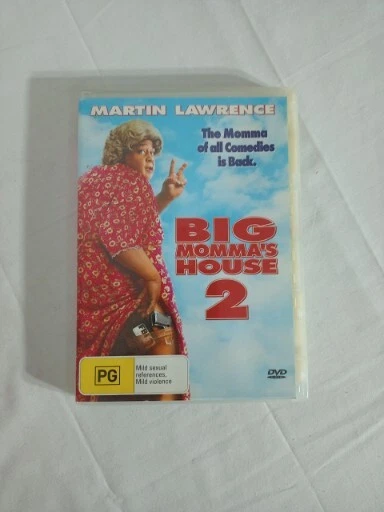 MARTIN LAWRENCE
The Momma
of all Comedies
is Back.
BIG
MOMMA'S
HOUSE
2
PG
Mild sexual
references,
Mild violence
DVD